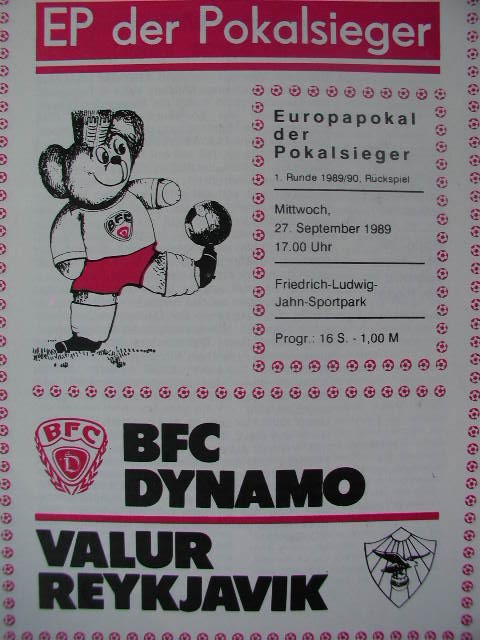 EP der Pokalsieger
Europapokal
der
Pokalsieger
1. Runde 1989/90, Rückspiel
Mittwoch,
27. September 1989
17.00 Uhr
Friedrich-Ludwig-
Jahn-Sportpark
Progr.: 16 S. - 1,00 M
BFC
BFC
D
BFC
DYNAMO
VALUR
REYKJAVIK